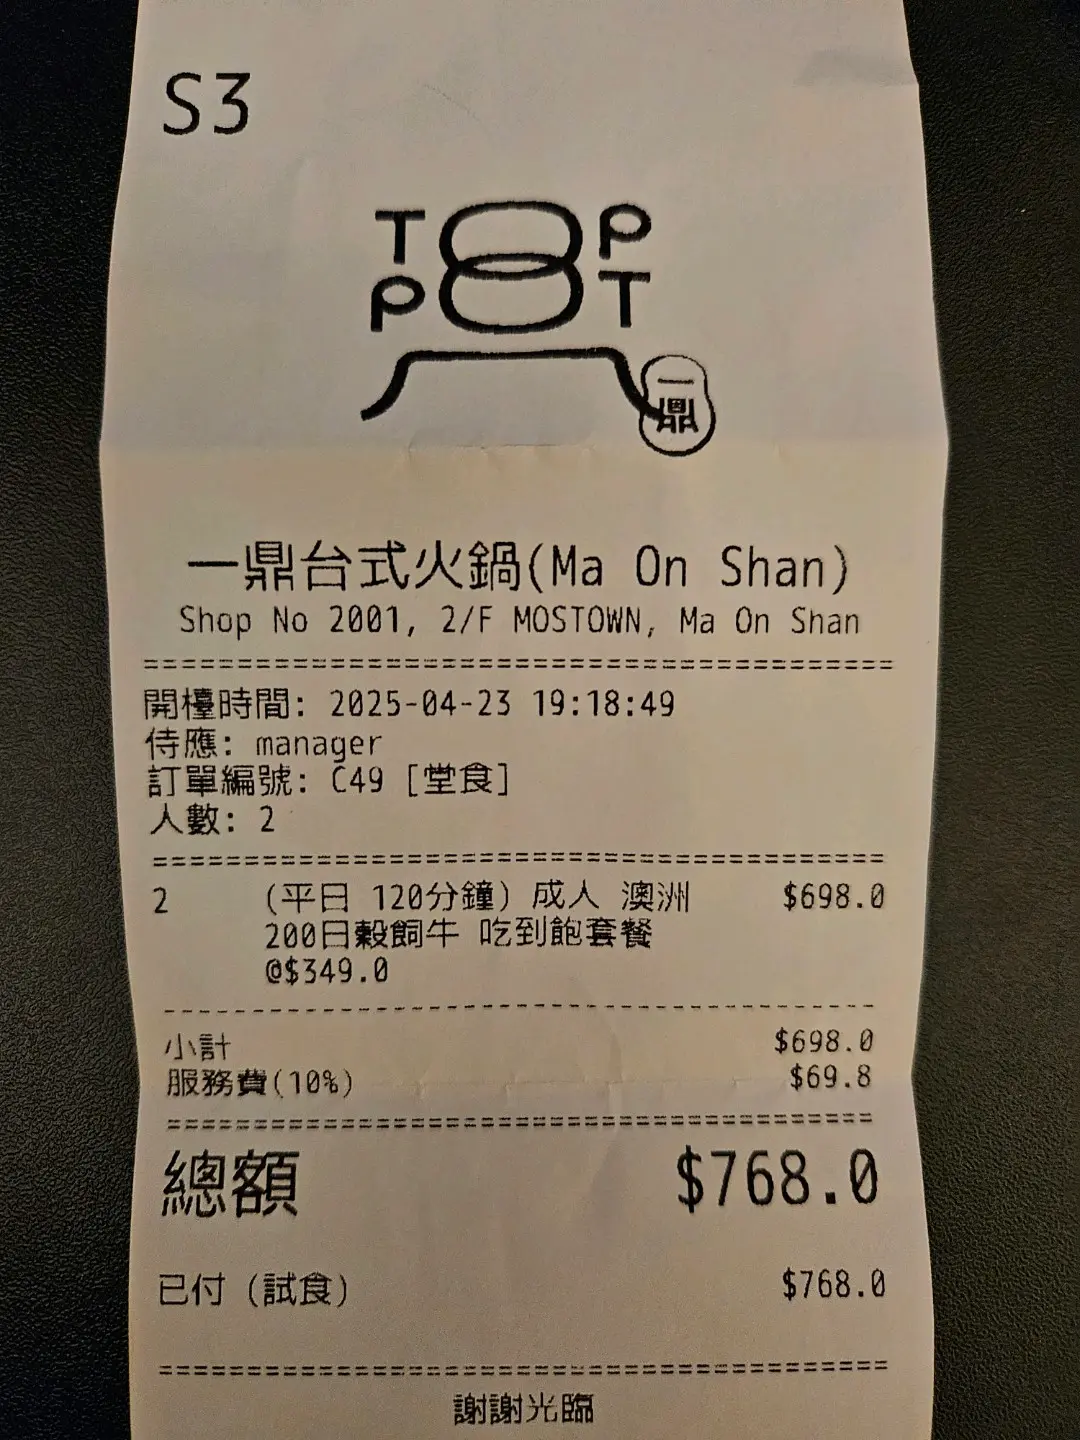 S3
TOP
POT
一鼎
一鼎台式火鍋(Ma On Shan)
Shop No 2001, 2/F MOSTOWN, Ma On Shan
開檯時間: 2025-04-23 19:18:49
侍應: manager
訂單編號: C49 [堂食]
人數: 2
2 (平日 120分鐘) 成人 澳洲 $698.0
200日穀飼牛 吃到飽套餐
@$349.0
小計 $698.0
服務費(10%) $69.8
總額 $768.0
已付 (試食) $768.0
謝謝光臨